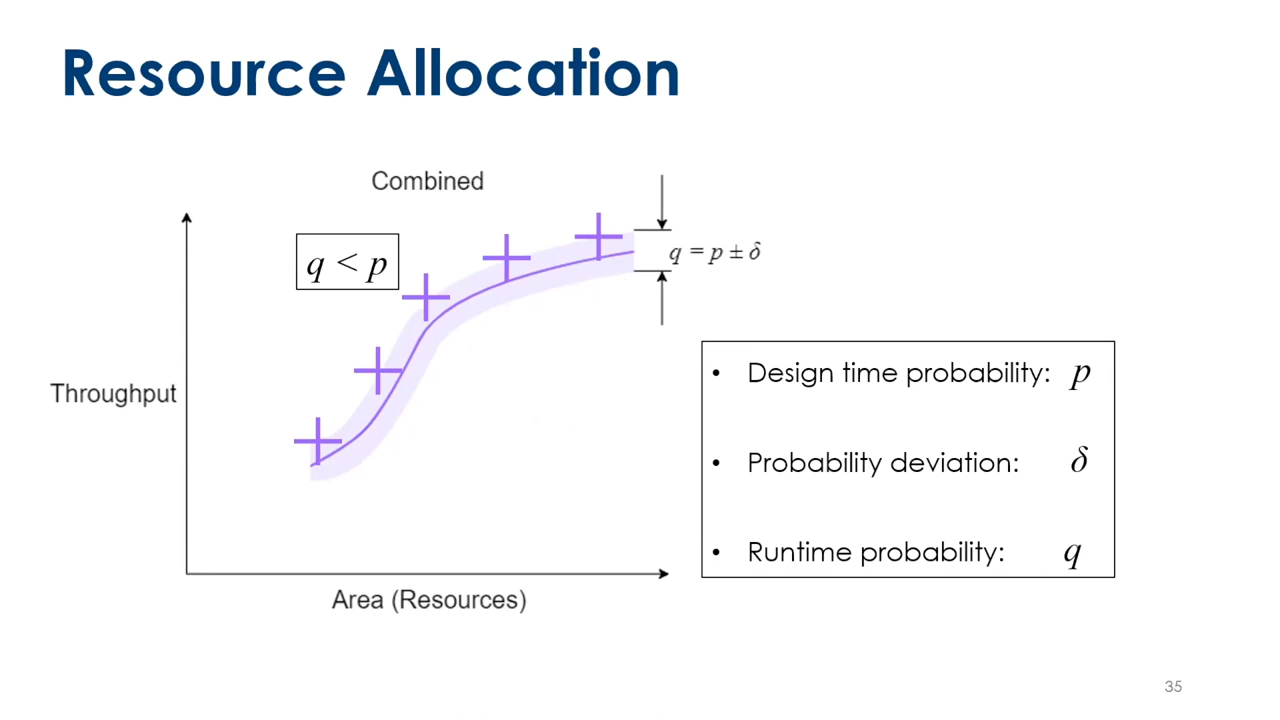 Resource Allocation
Combined
q < p
q = p ± δ
Throughput
Area (Resources)
• Design time probability: p
• Probability deviation: δ
• Runtime probability: q
35